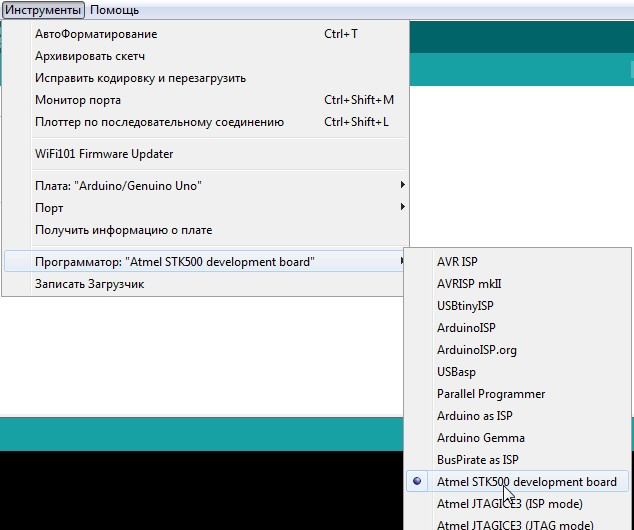 Инструменты Помощь
АвтоФорматирование Ctrl+T
Архивировать скетч
Исправить кодировку и перезагрузить
Монитор порта Ctrl+Shift+M
Плоттер по последовательному соединению Ctrl+Shift+L
WiFi101 Firmware Updater
Плата: "Arduino/Genuino Uno"
Порт
Получить информацию о плате
Программатор: "Atmel STK500 development board"
Записать Загрузчик
AVR ISP
AVRISP mkII
USBtinyISP
ArduinoISP
ArduinoISP.org
USBasp
Parallel Programmer
Arduino as ISP
Arduino Gemma
BusPirate as ISP
Atmel STK500 development board
Atmel JTAGICE3 (ISP mode)
Atmel JTAGICE3 (JTAG mode)